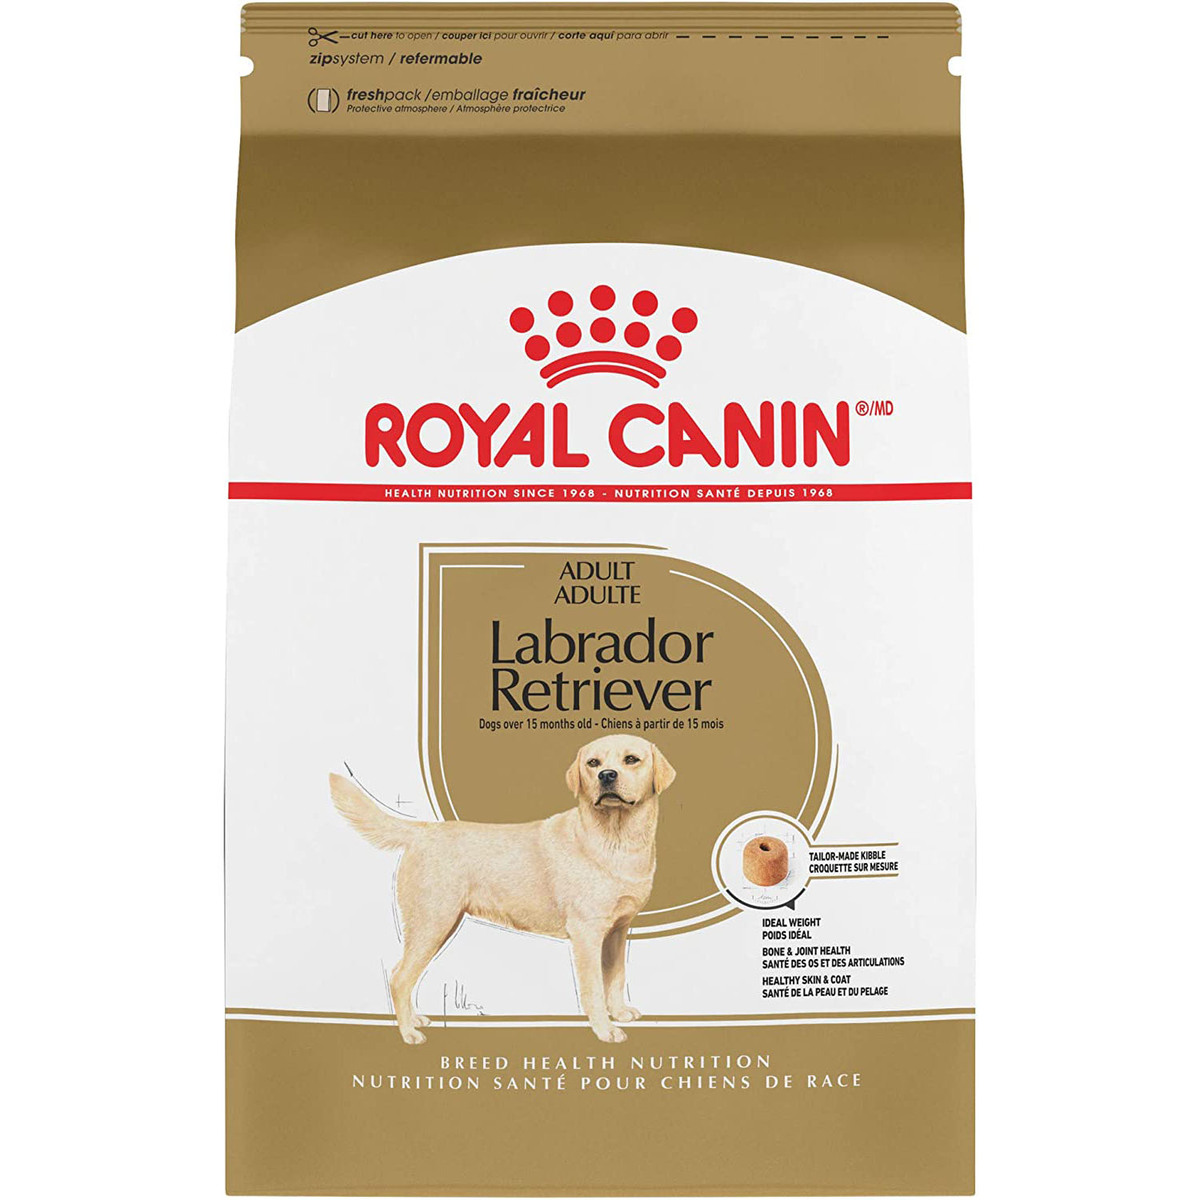 cut here to open / couper ici pour ouvrir / corte aquí para abrir
zipsystem / refermable
freshpack /emballage fraîcheur
Protective atmosphere / Atmosphère protectrice
ROYAL CANIN®/MD
HEALTH NUTRITION SINCE 1968 - NUTRITION SANTÉ DEPUIS 1968
ADULT
ADULTE
Labrador
Retriever
Dogs over 15 months old - Chiens à partir de 15 mois
TAILOR-MADE KIBBLE
CROQUETTE SUR MESURE
IDEAL WEIGHT
POIDS IDÉAL
BONE & JOINT HEALTH
SANTÉ DES OS ET DES ARTICULATIONS
HEALTHY SKIN & COAT
SANTÉ DE LA PEAU ET DU PELAGE
BREED HEALTH NUTRITION
NUTRITION SANTÉ POUR CHIENS DE RACE